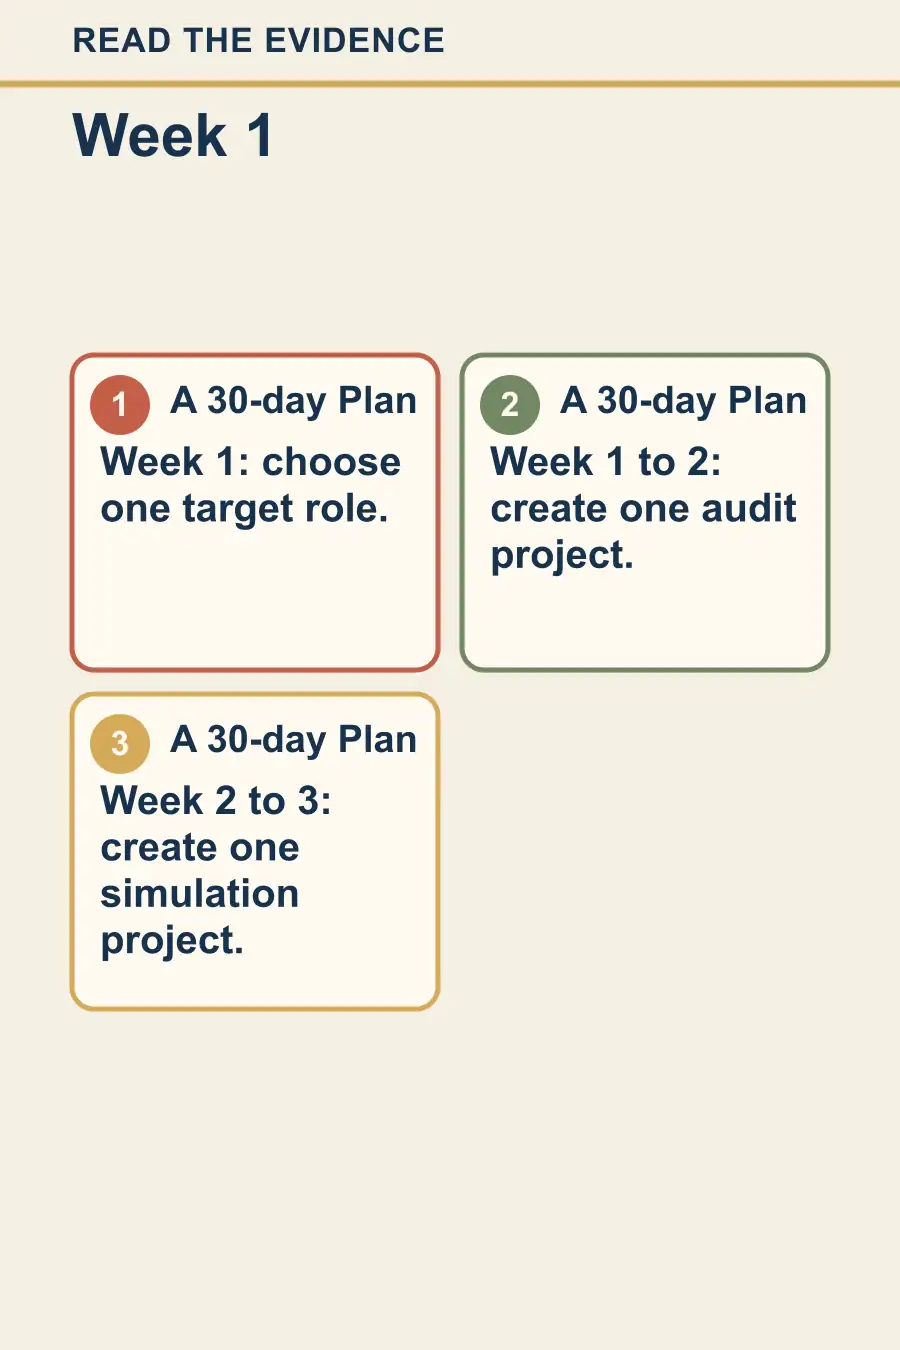 READ THE EVIDENCE
Week 1
1
A 30-day Plan
Week 1: choose
one target role.
2
A 30-day Plan
Week 1 to 2:
create one audit
project.
3
A 30-day Plan
Week 2 to 3:
create one
simulation
project.